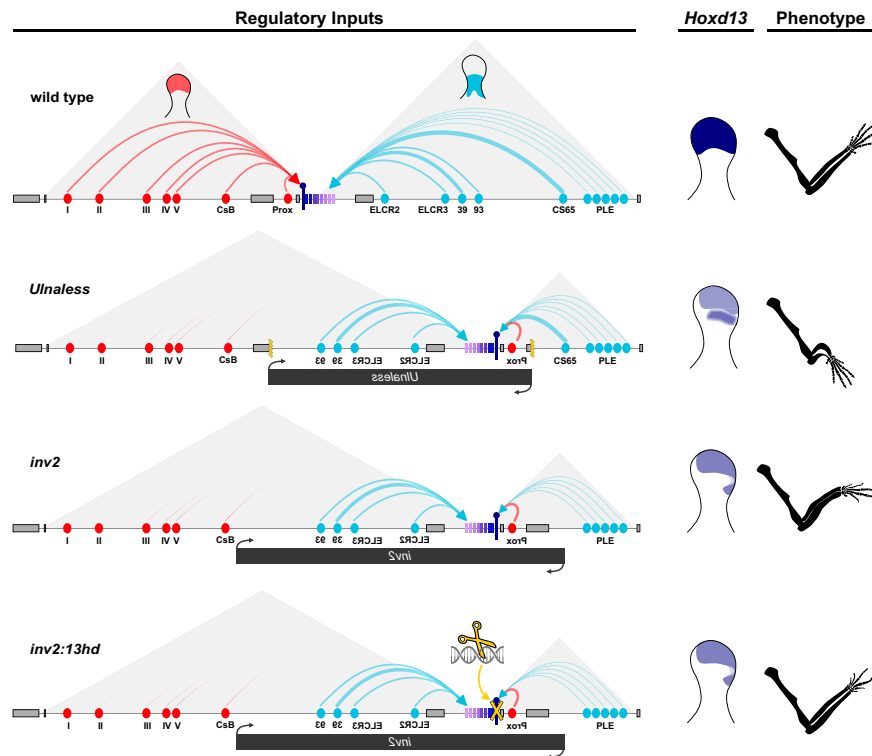 Regulatory Inputs Hoxd13 Phenotype
wild type
I II III IV V CsB Prox ELCR2 ELCR3 39 93 CS65 PLE
Ulnaless
I II III IV V CsB 93 39 ELCR3 ELCR2 Prox CS65 PLE
Ulnaless
inv2
I II III IV V CsB 93 39 ELCR3 ELCR2 Prox PLE
inv2
inv2:13hd
I II III IV V CsB 93 39 ELCR3 ELCR2 Prox PLE
inv2